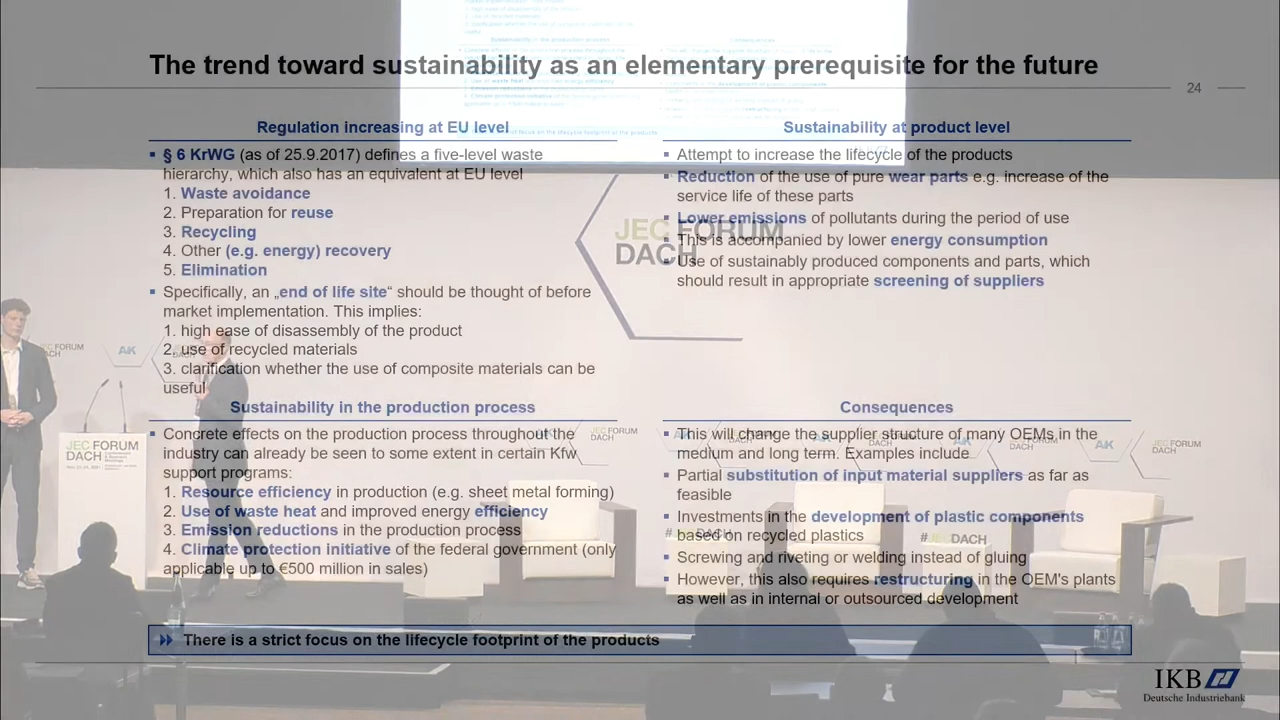 The trend toward sustainability as an elementary prerequisite for the future
24
Regulation increasing at EU level
§ 6 KrWG (as of 25.9.2017) defines a five-level waste
hierarchy, which also has an equivalent at EU level
1. Waste avoidance
2. Preparation for reuse
3. Recycling
4. Other (e.g. energy) recovery
5. Elimination
Specifically, an „end of life site“ should be thought of before
market implementation. This implies:
1. high ease of disassembly of the product
2. use of recycled materials
3. clarification whether the use of composite materials can be
useful
Sustainability at product level
Attempt to increase the lifecycle of the products
Reduction of the use of pure wear parts e.g. increase of the
service life of these parts
Lower emissions of pollutants during the period of use
This is accompanied by lower energy consumption
Use of sustainably produced components and parts, which
should result in appropriate screening of suppliers
Sustainability in the production process
Concrete effects on the production process throughout the
industry can already be seen to some extent in certain Kfw
support programs:
1. Resource efficiency in production (e.g. sheet metal forming)
2. Use of waste heat and improved energy efficiency
3. Emission reductions in the production process
4. Climate protection initiative of the federal government (only
applicable up to €500 million in sales)
Consequences
This will change the supplier structure of many OEMs in the
medium and long term. Examples include
Partial substitution of input material suppliers as far as
feasible
Investments in the development of plastic components
based on recycled plastics
Screwing and riveting or welding instead of gluing
However, this also requires restructuring in the OEM's plants
as well as in internal or outsourced development
There is a strict focus on the lifecycle footprint of the products
IKB
Deutsche Industriebank
JEC FORUM
DACH
AK
JEC FORUM
DACH
FORUM
DACH
AK
FORUM
DACH